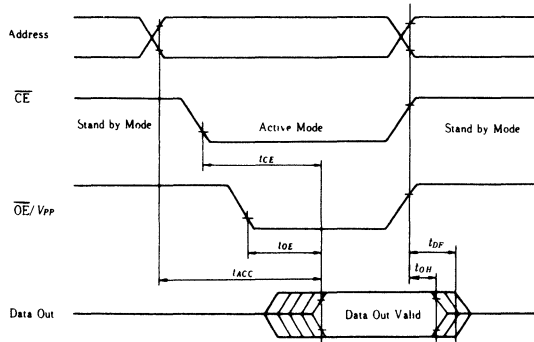 Address
CE
Stand by Mode
Active Mode
Stand by Mode
tCE
OE/VPP
tOE
tDF
tACC
tOH
Data Out
Data Out Valid